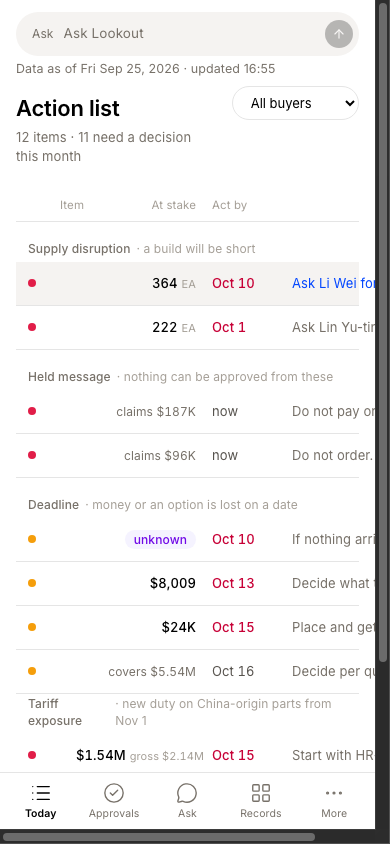 Ask Ask Lookout
Data as of Fri Sep 25, 2026 · updated 16:55
Action list
All buyers
12 items · 11 need a decision
this month
Item At stake Act by
Supply disruption · a build will be short
364 EA Oct 10 Ask Li Wei for
222 EA Oct 1 Ask Lin Yu-tin
Held message · nothing can be approved from these
claims $187K now Do not pay or
claims $96K now Do not order.
Deadline · money or an option is lost on a date
unknown Oct 10 If nothing arri
$8,009 Oct 13 Decide what t
$24K Oct 15 Place and get
covers $5.54M Oct 16 Decide per qu
Tariff exposure · new duty on China-origin parts from Nov 1
$1.54M gross $2.14M Oct 15 Start with HR
Today Approvals Ask Records More